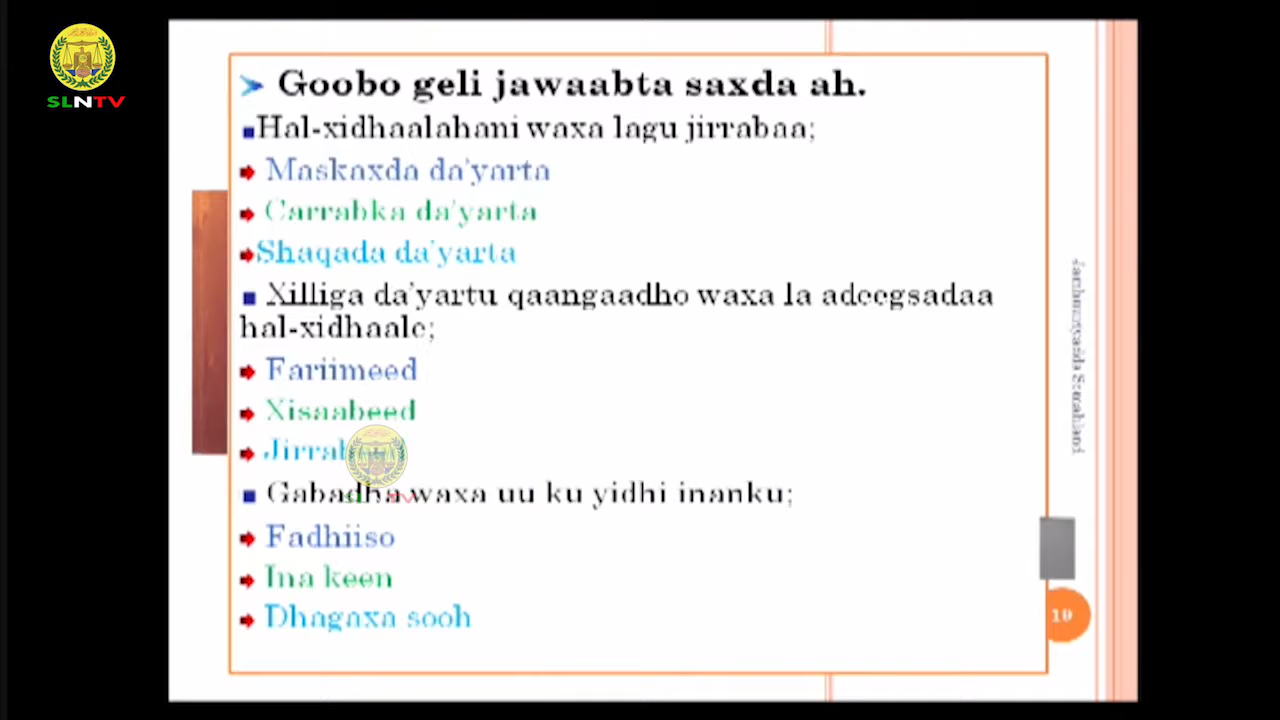 SLNTV
Goobo geli jawaabta saxda ah.
Hal-xidhaalahani waxa lagu jirrabaa;
Maskaxda da'yarta
Carrabka da'yarta
Shaqada da'yarta
Xilliga da'yartu qaangaadho waxa la adeegsadaa
hal-xidhaale;
Fariimeed
Xisaabeed
Gabadha waxa uu ku yidhi inanku;
Fadhiiso
Ina keen
Dhagaxa sooh
19